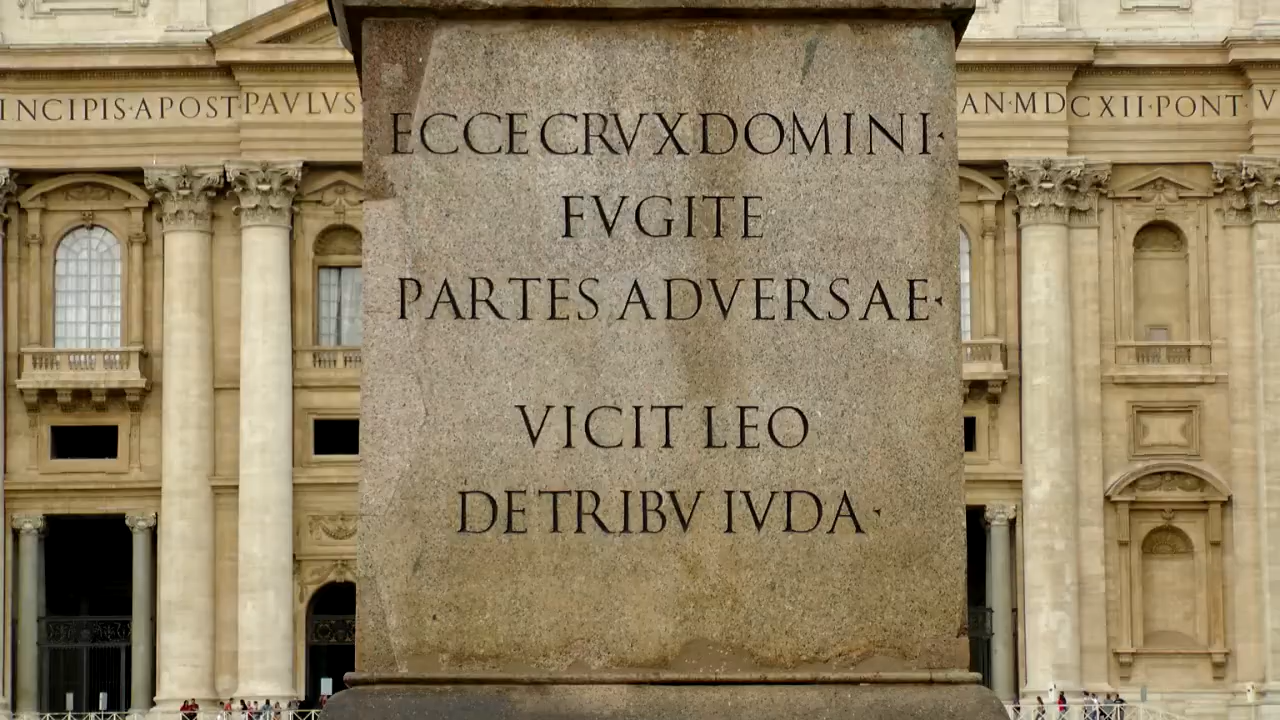 INCIPIS·APOST PAVLVS
AN·MDCXII·PONT V
ECCE CRVX DOMINI·
FVGITE
PARTES ADVERSAE·
VICIT LEO
DE TRIBV IVDA·